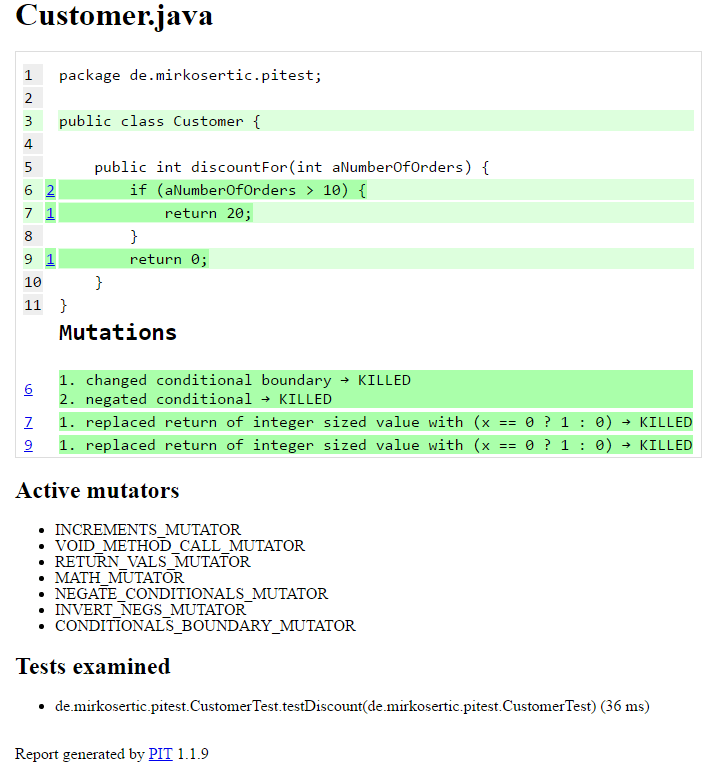 Customer.java
1 package de.mirkosertic.pitest;
2
3 public class Customer {
4
5 public int discountFor(int aNumberOfOrders) {
6 2 if (aNumberOfOrders > 10) {
7 1 return 20;
8 }
9 1 return 0;
10 }
11 }
Mutations
6 1. changed conditional boundary → KILLED
2. negated conditional → KILLED
7 1. replaced return of integer sized value with (x == 0 ? 1 : 0) → KILLED
9 1. replaced return of integer sized value with (x == 0 ? 1 : 0) → KILLED
Active mutators
• INCREMENTS_MUTATOR
• VOID_METHOD_CALL_MUTATOR
• RETURN_VALS_MUTATOR
• MATH_MUTATOR
• NEGATE_CONDITIONALS_MUTATOR
• INVERT_NEGS_MUTATOR
• CONDITIONALS_BOUNDARY_MUTATOR
Tests examined
• de.mirkosertic.pitest.CustomerTest.testDiscount(de.mirkosertic.pitest.CustomerTest) (36 ms)
Report generated by PIT 1.1.9